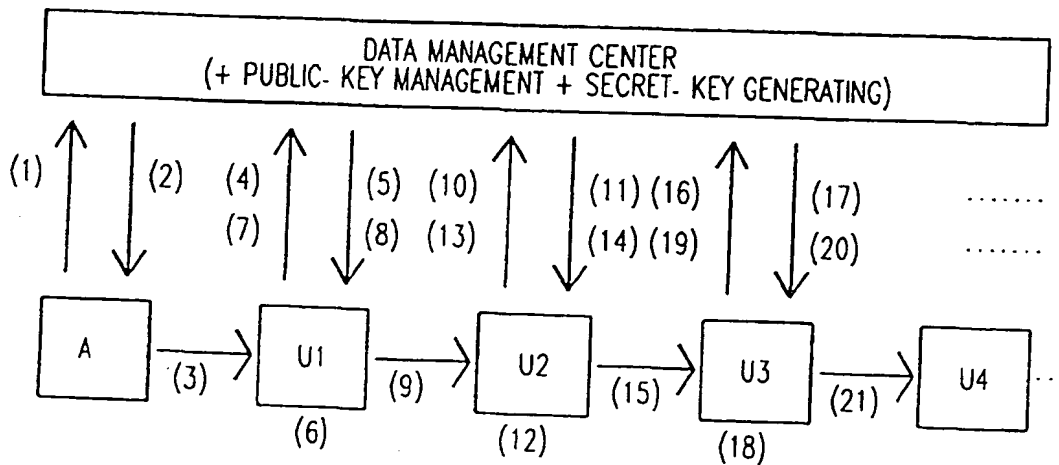 DATA MANAGEMENT CENTER
(+ PUBLIC- KEY MANAGEMENT + SECRET- KEY GENERATING)
(1) (2) (4) (5) (10) (11) (16) (17) .......
(7) (8) (13) (14) (19) (20) .......
A U1 U2 U3 U4 ..
(3) (9) (15) (21)
(6) (12) (18)